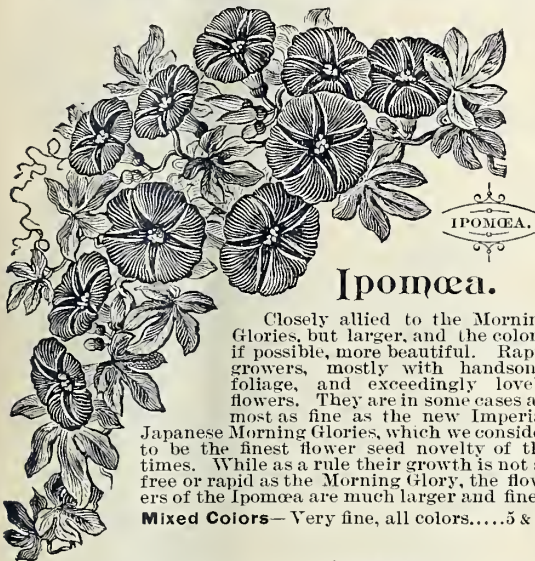 IPOMŒA.
Ipomœa.
Closely allied to the Mornin
Glories, but larger, and the color
if possible, more beautiful. Rap
growers, mostly with handson
foliage, and exceedingly love
flowers. They are in some cases a
most as fine as the new Imperia
Japanese Morning Glories, which we conside
to be the finest flower seed novelty of th
times. While as a rule their growth is not s
free or rapid as the Morning Glory, the flow
ers of the Ipomœa are much larger and fine
Mixed Colors—Very fine, all colors.....5 &